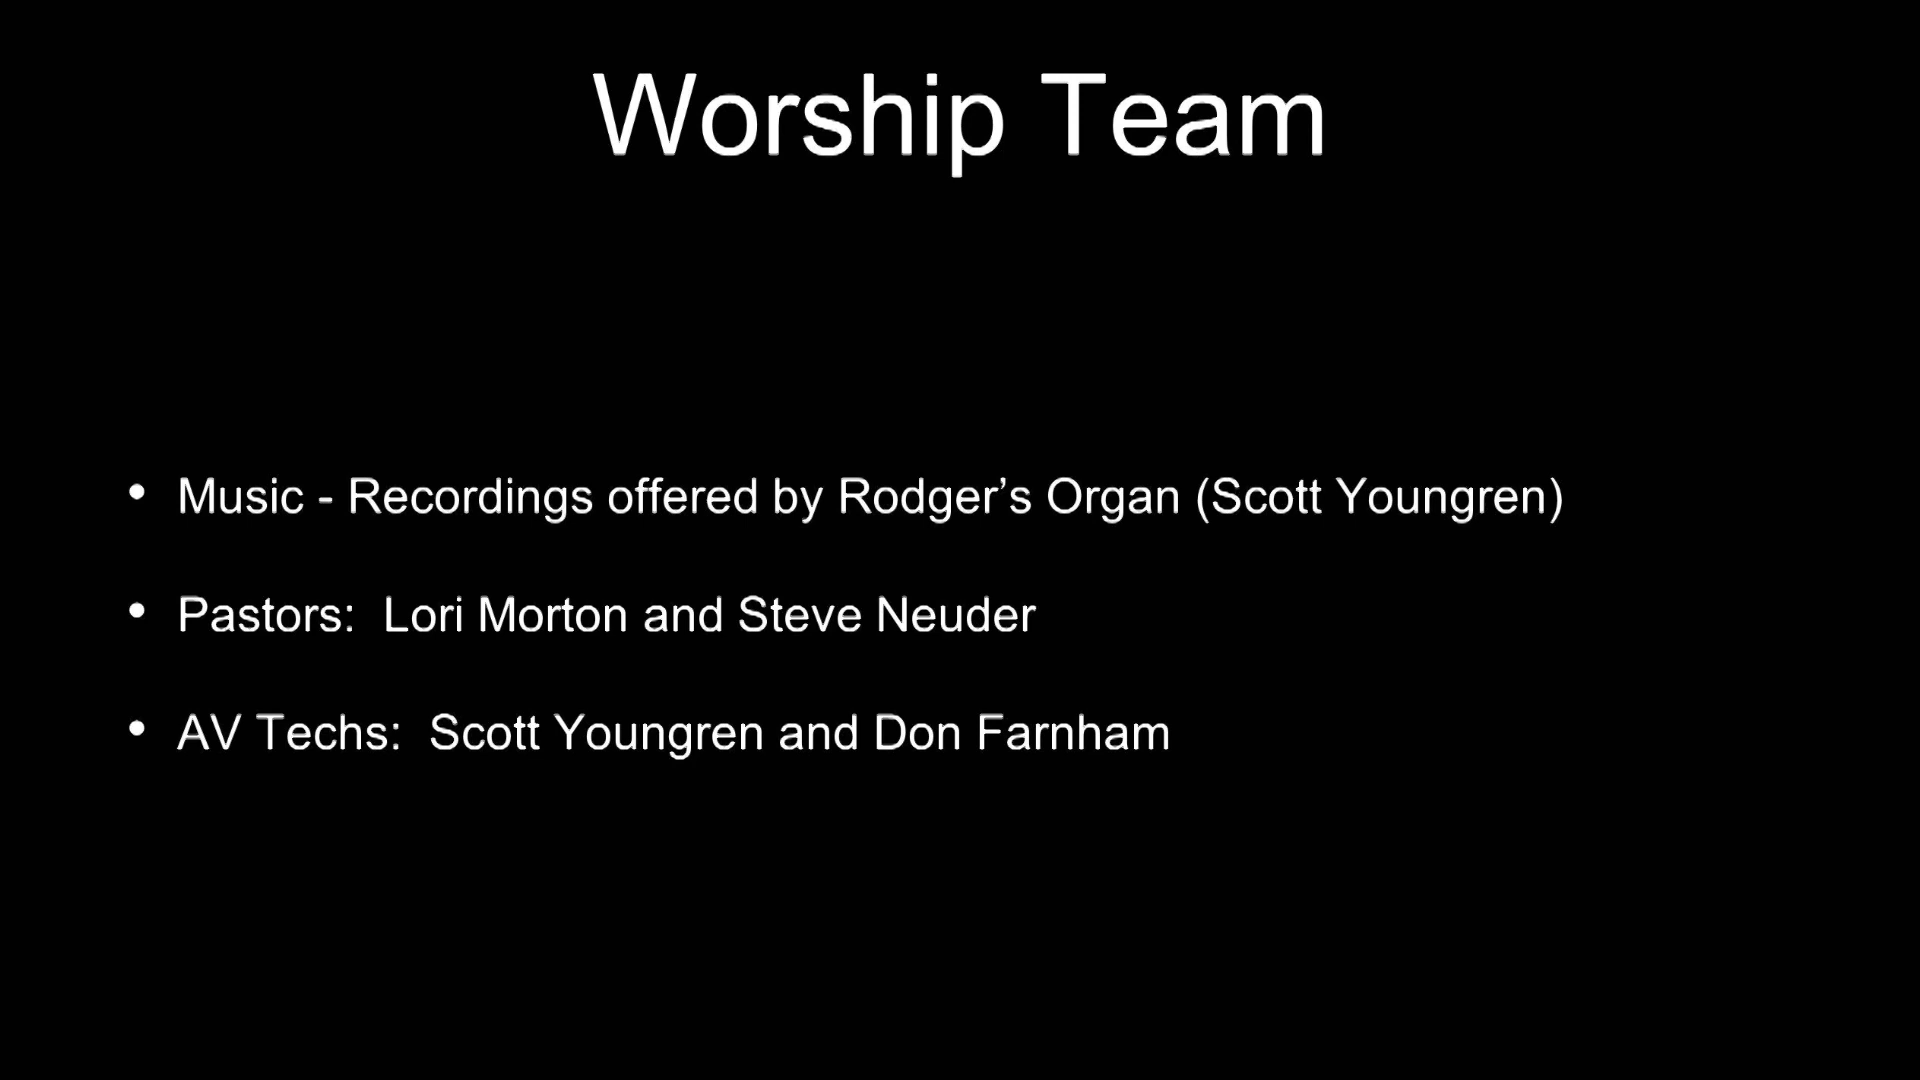 Worship Team
• Music - Recordings offered by Rodger’s Organ (Scott Youngren)
• Pastors:  Lori Morton and Steve Neuder
• AV Techs:  Scott Youngren and Don Farnham